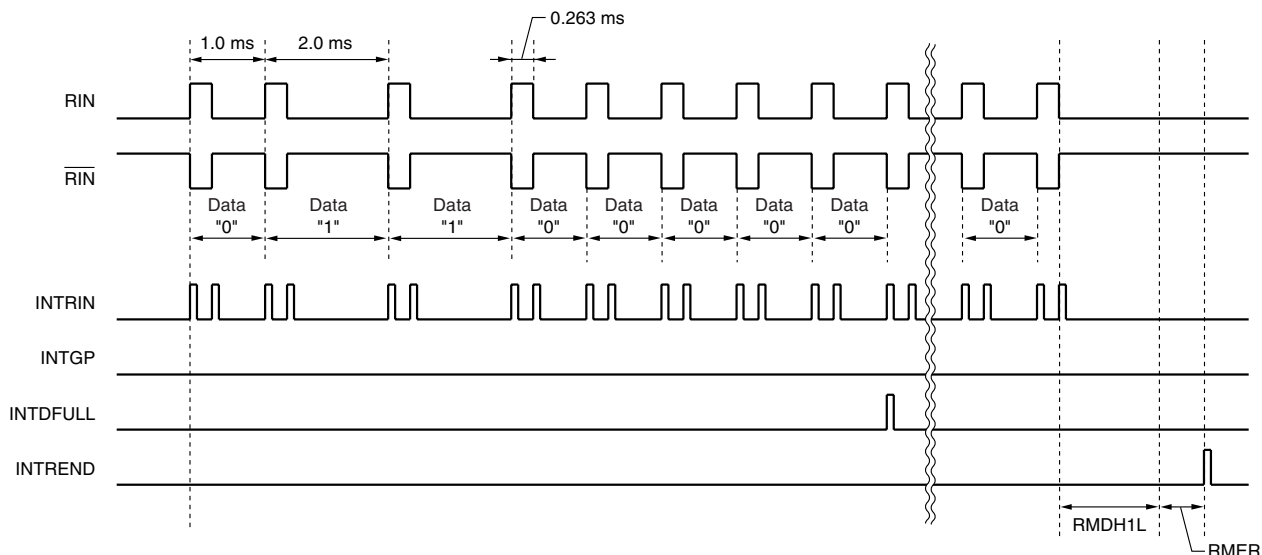 0.263 ms
1.0 ms
2.0 ms
RIN
RIN
Data
"0"
Data
"1"
Data
"1"
Data
"0"
Data
"0"
Data
"0"
Data
"0"
Data
"0"
Data
"0"
INTRIN
INTGP
INTDFULL
INTREND
RMDH1L
RMER